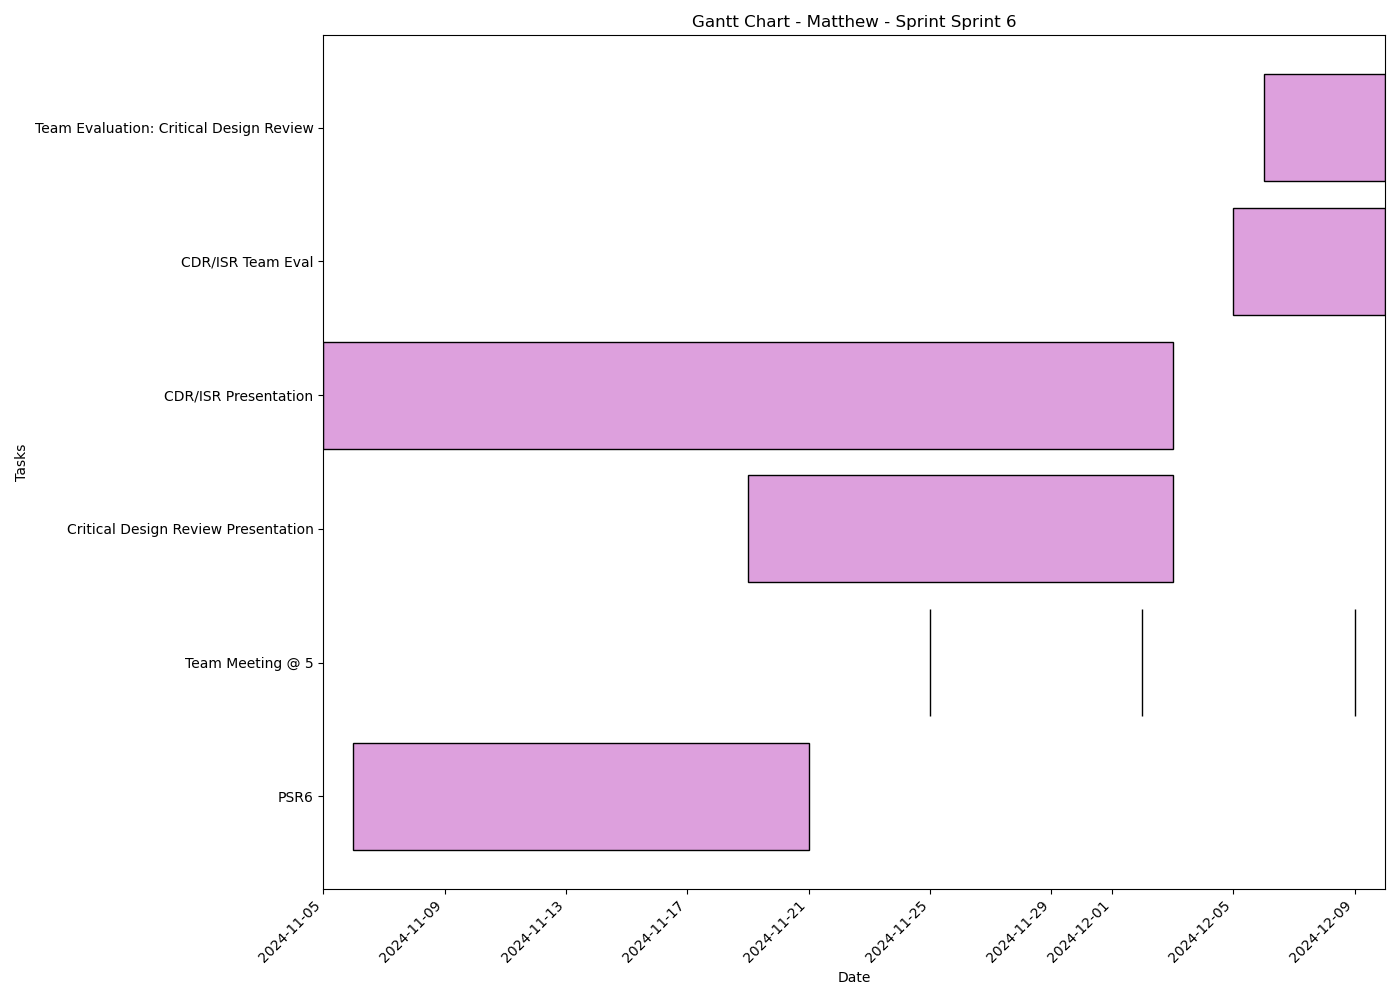 Gantt Chart - Matthew - Sprint Sprint 6
Team Evaluation: Critical Design Review
CDR/ISR Team Eval
CDR/ISR Presentation
Critical Design Review Presentation
Team Meeting @ 5
PSR6
Tasks
2024-11-05
2024-11-09
2024-11-13
2024-11-17
2024-11-21
2024-11-25
2024-11-29
2024-12-01
2024-12-05
2024-12-09
Date